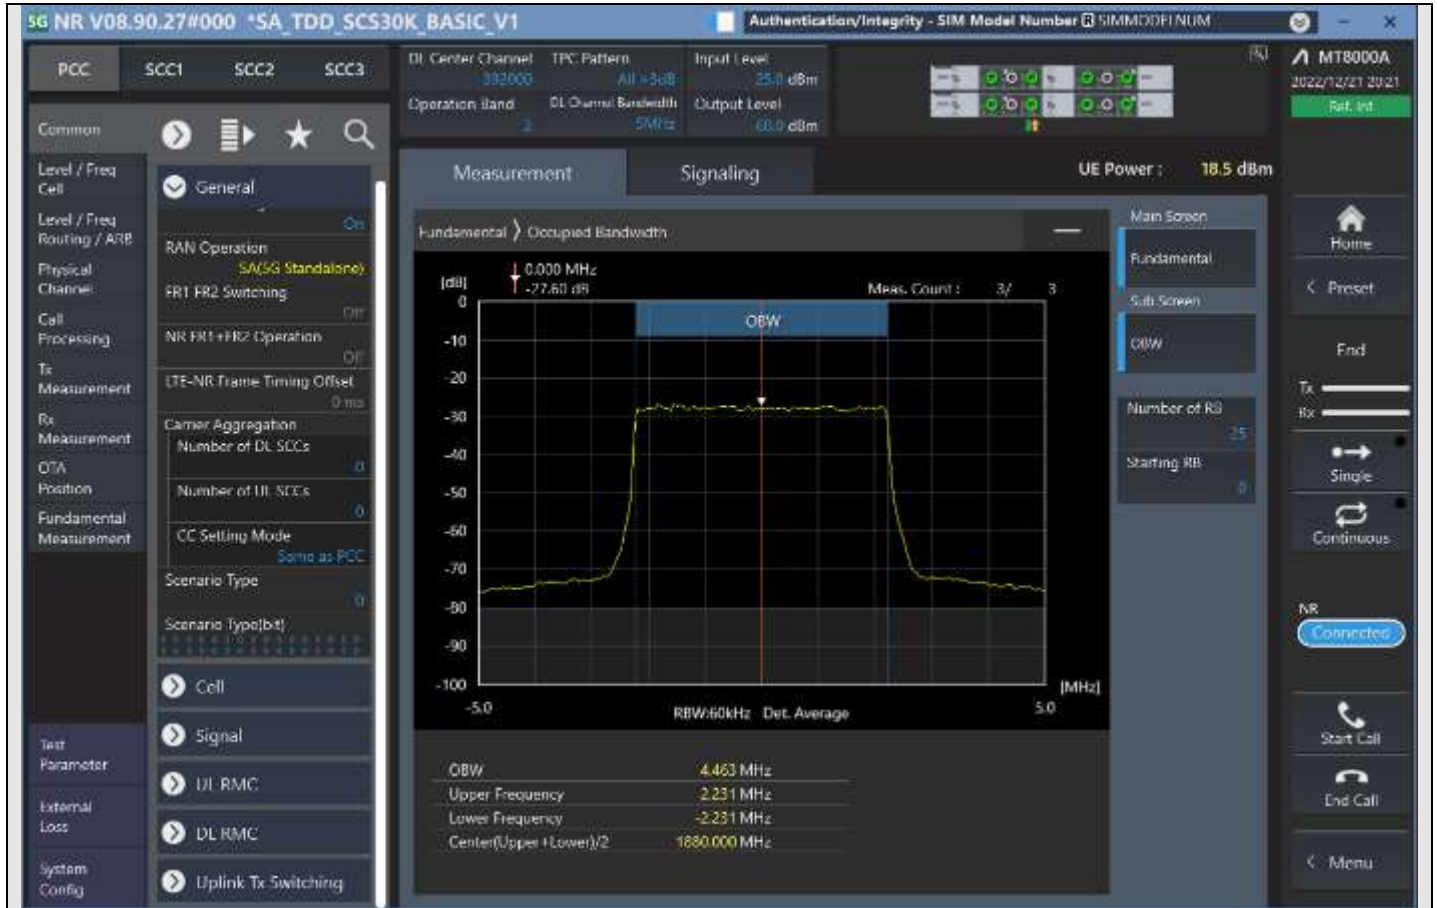 5G NR V08.90.27#000 *SA_TDD_SCS30K_BASIC_V1
Authentication/Integrity - SIM Model Number R SIMMODELNUM
PCC SCC1 SCC2 SCC3
DL Center Channel
392000
TPC Pattern
All +3dB
Input Level
25.0 dBm
Operation Band
2
DL Channel Bandwidth
5MHz
Output Level
dBm
MT8000A
2022/12/21 20:21
Ref. Int
Common
Level / Freq
Cell
Level / Freq
Routing / ARB
Physical
Channel
Call
Processing
Tx
Measurement
Rx
Measurement
OTA
Position
Fundamental
Measurement
Test
Parameter
External
Loss
System
Config
General
On
RAN Operation
SA(5G Standalone)
FR1 FR2 Switching
Off
NR FR1+FR2 Operation
Off
LTE-NR Frame Timing Offset
0 ms
Carrier Aggregation
Number of DL SCCs
0
Number of UL SCCs
0
CC Setting Mode
Same as PCC
Scenario Type
0
Scenario Type(bit)
Cell
Signal
UL RMC
DL RMC
Uplink Tx Switching
Measurement
Signaling
UE Power : 18.5 dBm
Fundamental
Occupied Bandwidth
0.000 MHz
-27.60 dB
Meas. Count : 3/ 3
[dB]
0
-10
-20
-30
-40
-50
-60
-70
-80
-90
-100
OBW
-5.0
RBW:60kHz Det. Average
5.0
[MHz]
OBW 4.463 MHz
Upper Frequency 2.231 MHz
Lower Frequency -2.231 MHz
Center(Upper+Lower)/2 1880.000 MHz
Main Screen
Fundamental
Sub Screen
OBW
Number of RB
25
Starting RB
0
Home
< Preset
End
Tx
Rx
Single
Continuous
NR
Connected
Start Call
End Call
< Menu